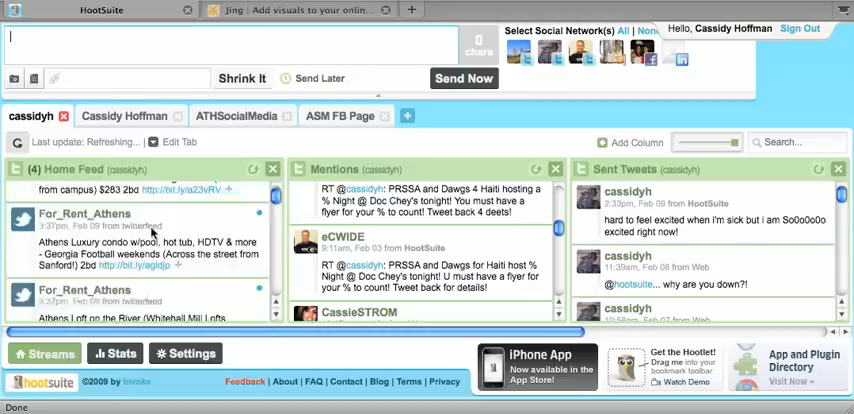 HootSuite
Jing | Add visuals to your onlin...
Hello, Cassidy Hoffman Sign Out
0
chars
Select Social Network(s) All | None
Shrink It
Send Later
Send Now
cassidyh
Cassidy Hoffman
ATHSocialMedia
ASM FB Page
Last update: Refreshing... |
Edit Tab
Add Column
Search...
(4) Home Feed (cassidyh)
from campus) $283 2bd http://bit.ly/a23vRV
For_Rent_Athens
3:37pm, Feb 09 from twitterfeed
Athens Luxury condo w/pool, hot tub, HDTV & more
- Georgia Football weekends (Across the street from
Sanford!) 2bd http://bit.ly/agldjp
For_Rent_Athens
3:37pm, Feb 09 from twitterfeed
Athens Loft on the River (Whitehall Mill Lofts
Mentions (cassidyh)
RT @cassidyh: PRSSA and Dawgs 4 Haiti hosting a
% Night @ Doc Chey's tonight! You must have a
flyer for your % to count! Tweet back 4 deets!
eCWIDE
9:11am, Feb 03 from HootSuite
RT @cassidyh: PRSSA and Dawgs for Haiti host %
Night @ Doc Chey's tonight! U must have a flyer
for your % to count! Tweet back for details!
CassieSTROM
Sent Tweets (cassidyh)
cassidyh
2:33pm, Feb 09 from HootSuite
hard to feel excited when i'm sick but i am So0o0o0o
excited right now!
cassidyh
11:39am, Feb 08 from Web
@hootsuite... why are you down?!
cassidyh
10:58pm, Feb 07 from Web
Streams
Stats
Settings
iPhone App
Now available in the
App Store!
Get the Hootlet!
Drag me into your
bookmark toolbar
Watch Demo
App and Plugin
Directory
Visit Now >
hootsuite
©2009 by invoke
Feedback | About | FAQ | Contact | Blog | Terms | Privacy
Done